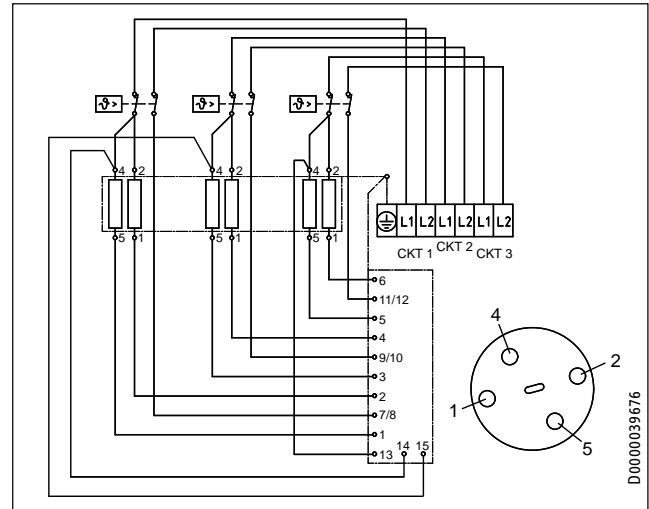 ϑ> ϑ> ϑ>
4 2 4 2 4 2
5 1 5 1 5 1
L1 L2 L1 L2 L1 L2
CKT 1 CKT 2 CKT 3
6
11/12
5
4
9/10
3
2
7/8
1
14 15
13
4
2
1
5
D0000039676